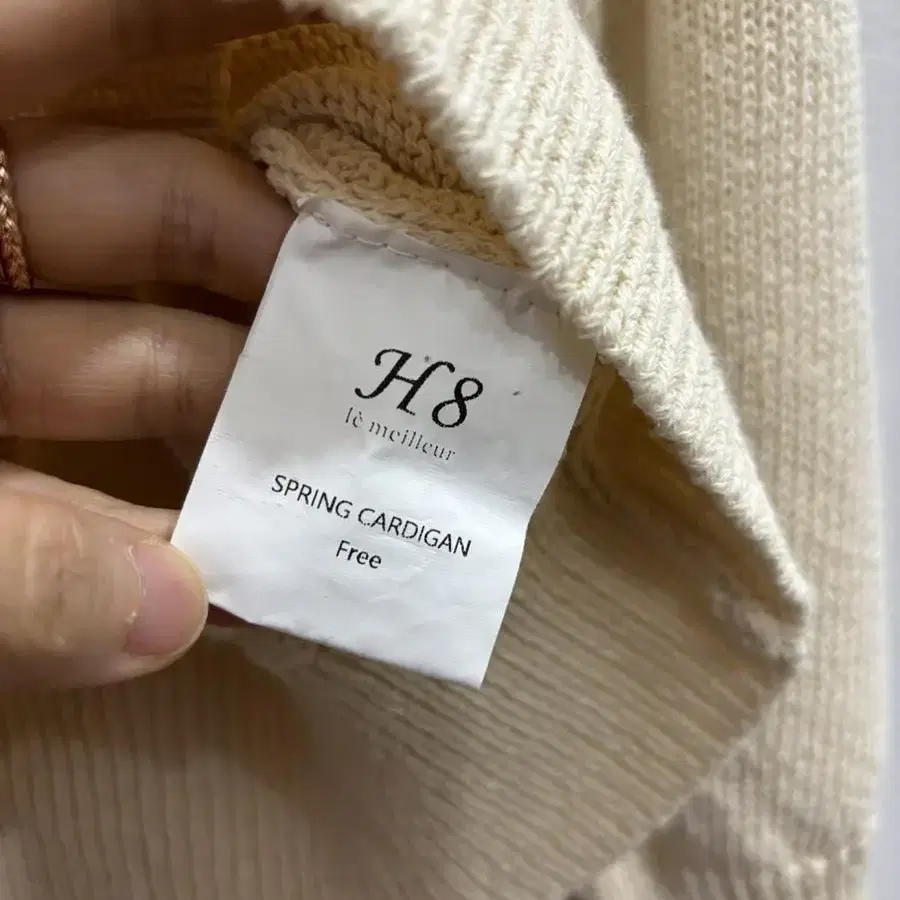 H8
lè meilleur
SPRING CARDIGAN
Free